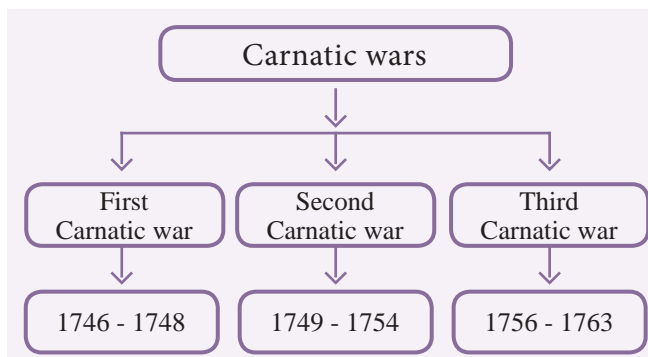 Carnatic wars
First
Carnatic war
Second
Carnatic war
Third
Carnatic war
1746 - 1748
1749 - 1754
1756 - 1763